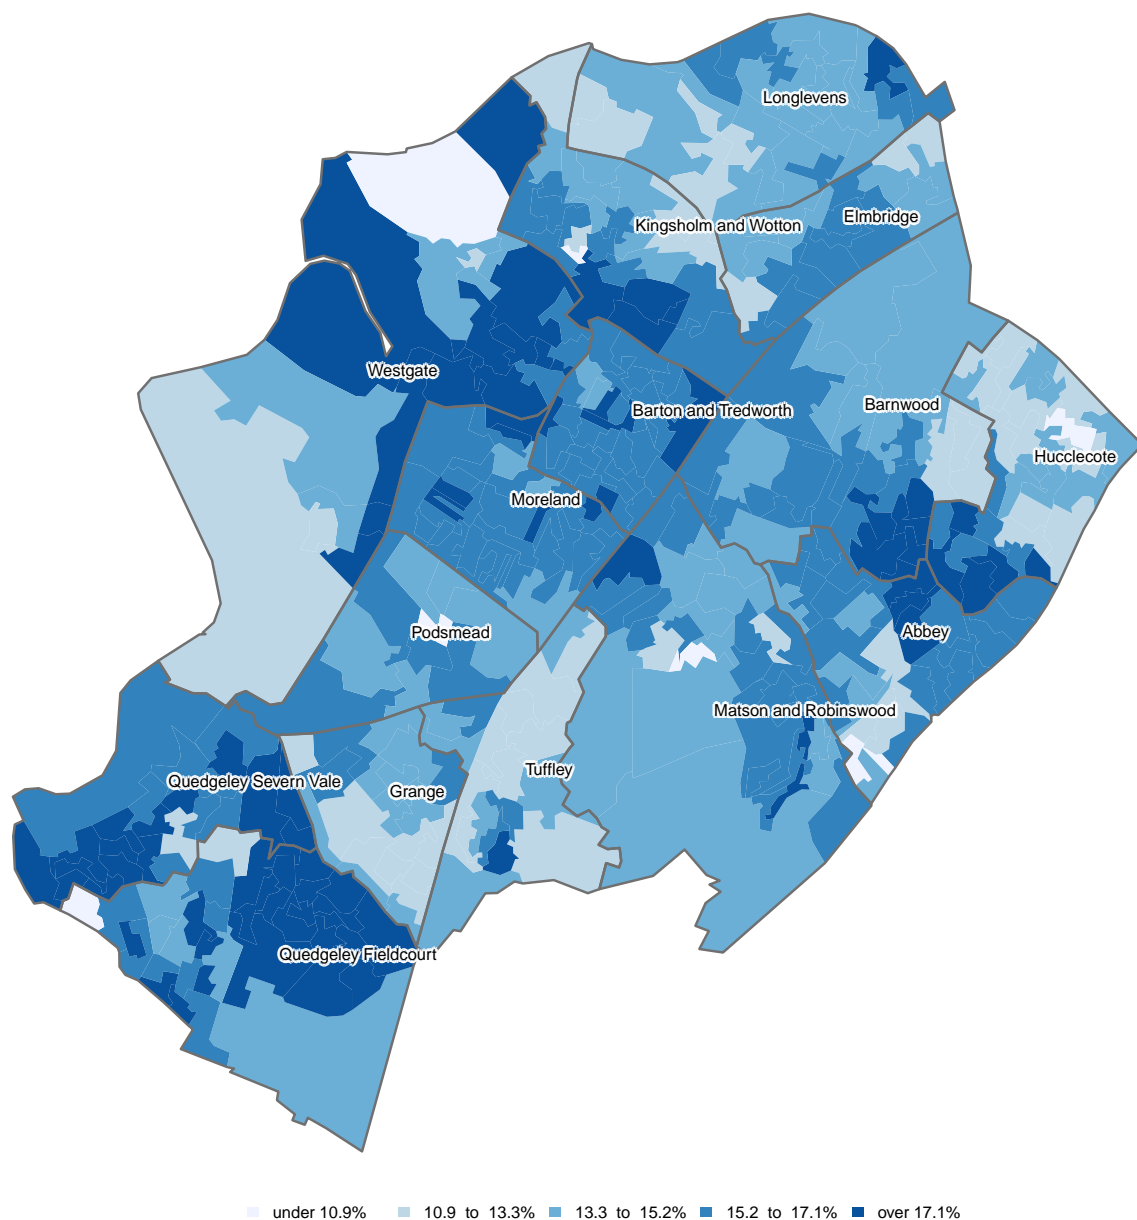 Longlevens
Elmbridge
Kingsholm and Wotton
Westgate
Barton and Tredworth
Barnwood
Hucclecote
Moreland
Podsmead
Abbey
Matson and Robinswood
Tuffley
Quedgeley Severn Vale
Grange
Quedgeley Fieldcourt
under 10.9% 10.9 to 13.3% 13.3 to 15.2% 15.2 to 17.1% over 17.1%